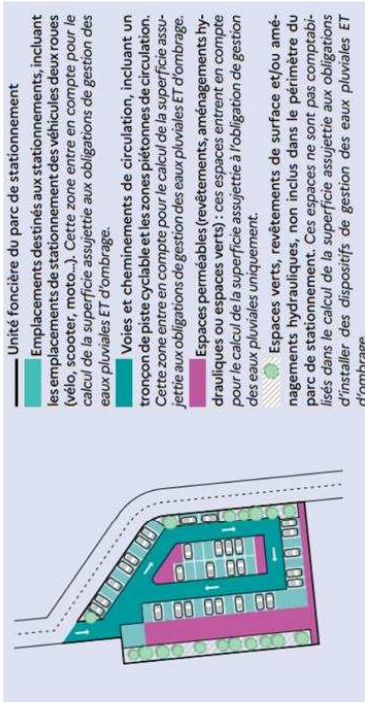 Unité foncière du parc de stationnement
Emplacements destinés aux stationnements, incluant
les emplacements de stationnement des véhicules deux roues
(vélo, scooter, moto...). Cette zone entre en compte pour le
calcul de la superficie assujettie aux obligations de gestion des
eaux pluviales ET d'ombrage.
Voies et cheminements de circulation, incluant un
tronçon de piste cyclable et les zones piétonnes de circulation.
Cette zone entre en compte pour le calcul de la superficie assu-
jettie aux obligations de gestion des eaux pluviales ET d'ombrage.
Espaces perméables (revêtements, aménagements hy-
drauliques ou espaces verts) : ces espaces entrent en compte
pour le calcul de la superficie assujettie à l'obligation de gestion
des eaux pluviales uniquement.
Espaces verts, revêtements de surface et/ou amé-
nagements hydrauliques, non inclus dans le périmètre du
parc de stationnement. Ces espaces ne sont pas comptabi-
lisés dans le calcul de la superficie assujettie aux obligations
d'installer des dispositifs de gestion des eaux pluviales ET
d'ombrage